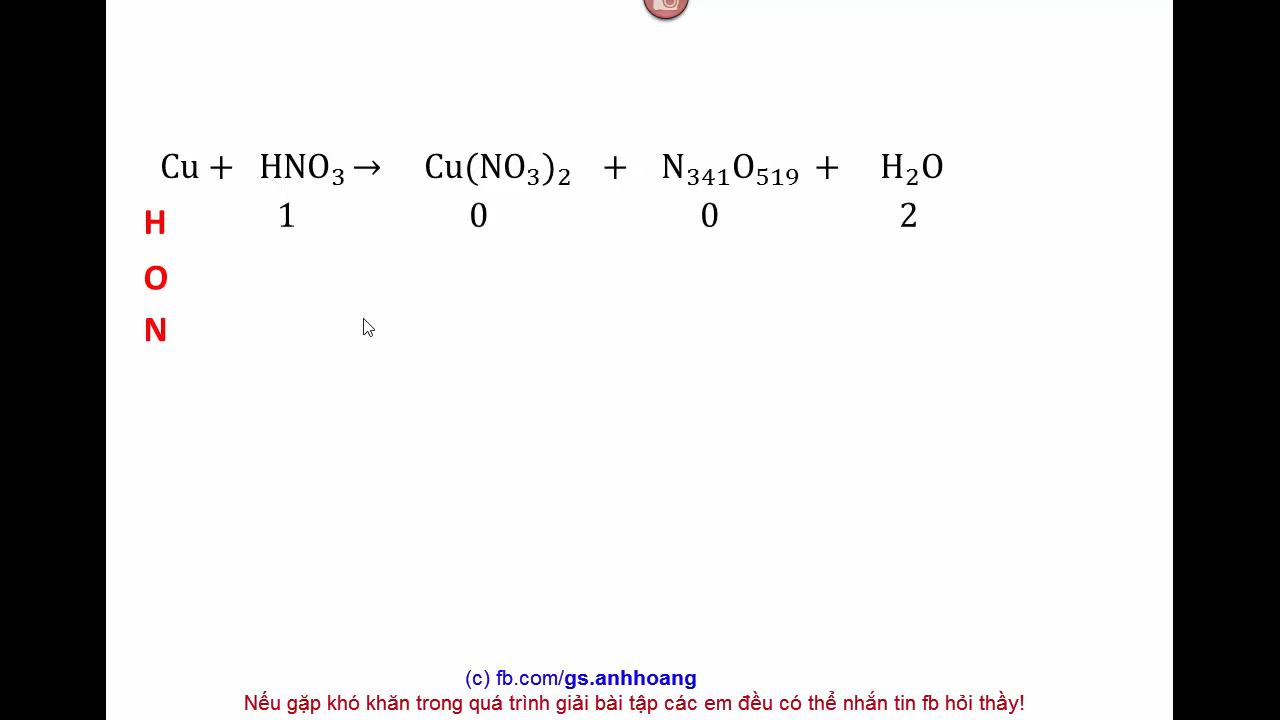 Cu + HNO₃ → Cu(NO₃)₂ + N₃₄₁O₅₁₉ + H₂O
H 1 0 0 2
O
N
(c) fb.com/gs.anhhoang
Nếu gặp khó khăn trong quá trình giải bài tập các em đều có thể nhắn tin fb hỏi thầy!